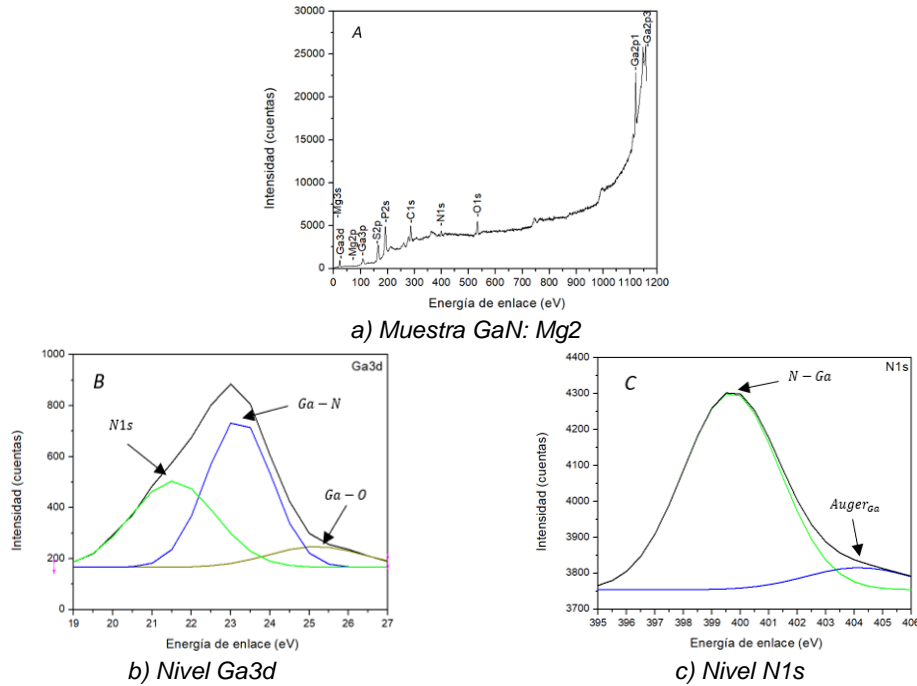 A
30000
25000
20000
15000
10000
5000
0
Intensidad (cuentas)
-Mg3s
-Ga3d
-Mg2p
-Ga3p
-S2p
-P2s
-C1s
-N1s
-O1s
-Ga2p1
-Ga2p3
0 100 200 300 400 500 600 700 800 900 1000 1100 1200
Energía de enlace (eV)
a) Muestra GaN: Mg2
B
Ga3d
1000
800
600
400
200
0
Intensidad (cuentas)
N1s
Ga – N
Ga – O
19 20 21 22 23 24 25 26 27
Energía de enlace (eV)
b) Nivel Ga3d
C
N1s
4400
4300
4200
4100
4000
3900
3800
3700
Intensidad (cuentas)
N – Ga
Auger Ga
395 396 397 398 399 400 401 402 403 404 405 406
Energía de enlace (eV)
c) Nivel N1s